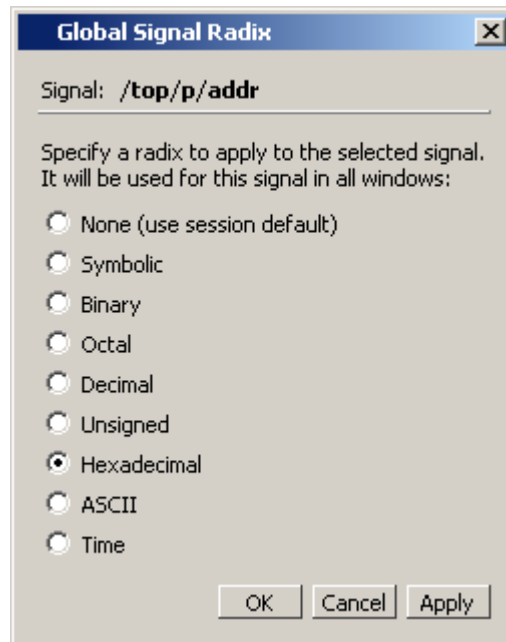 Global Signal Radix
Signal: /top/p/addr
Specify a radix to apply to the selected signal.
It will be used for this signal in all windows:
None (use session default)
Symbolic
Binary
Octal
Decimal
Unsigned
Hexadecimal
ASCII
Time
OK Cancel Apply